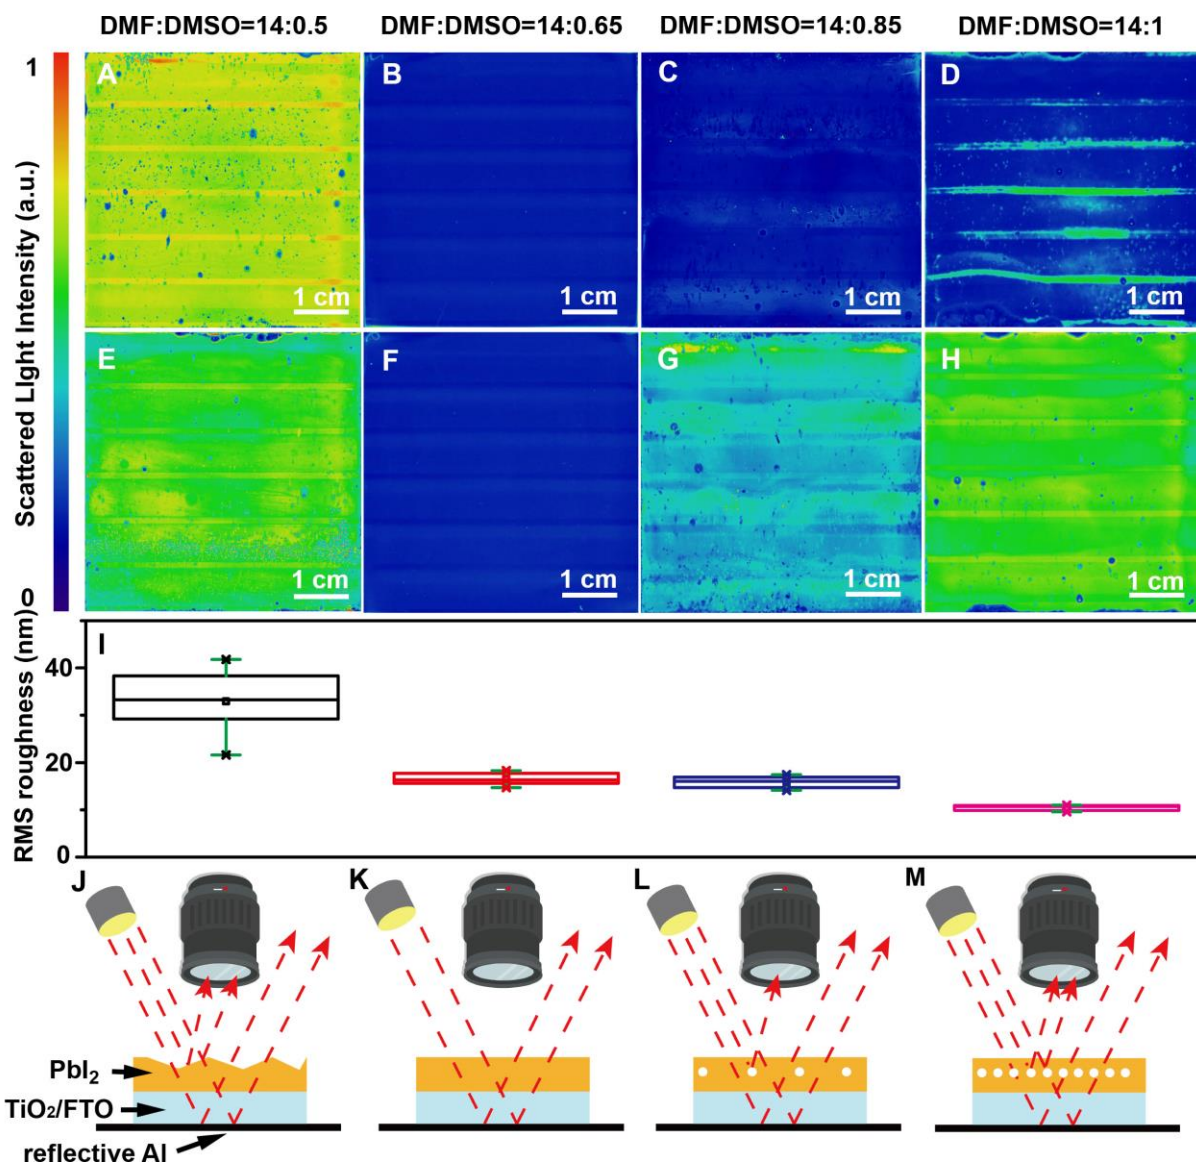 DMF:DMSO=14:0.5 DMF:DMSO=14:0.65 DMF:DMSO=14:0.85 DMF:DMSO=14:1
1
Scattered LIght Intensity (a.u.)
0
A B C D
1 cm 1 cm 1 cm 1 cm
E F G H
1 cm 1 cm 1 cm 1 cm
I
RMS roughness (nm)
40
20
0
J K L M
PbI₂
TiO₂/FTO
reflective Al